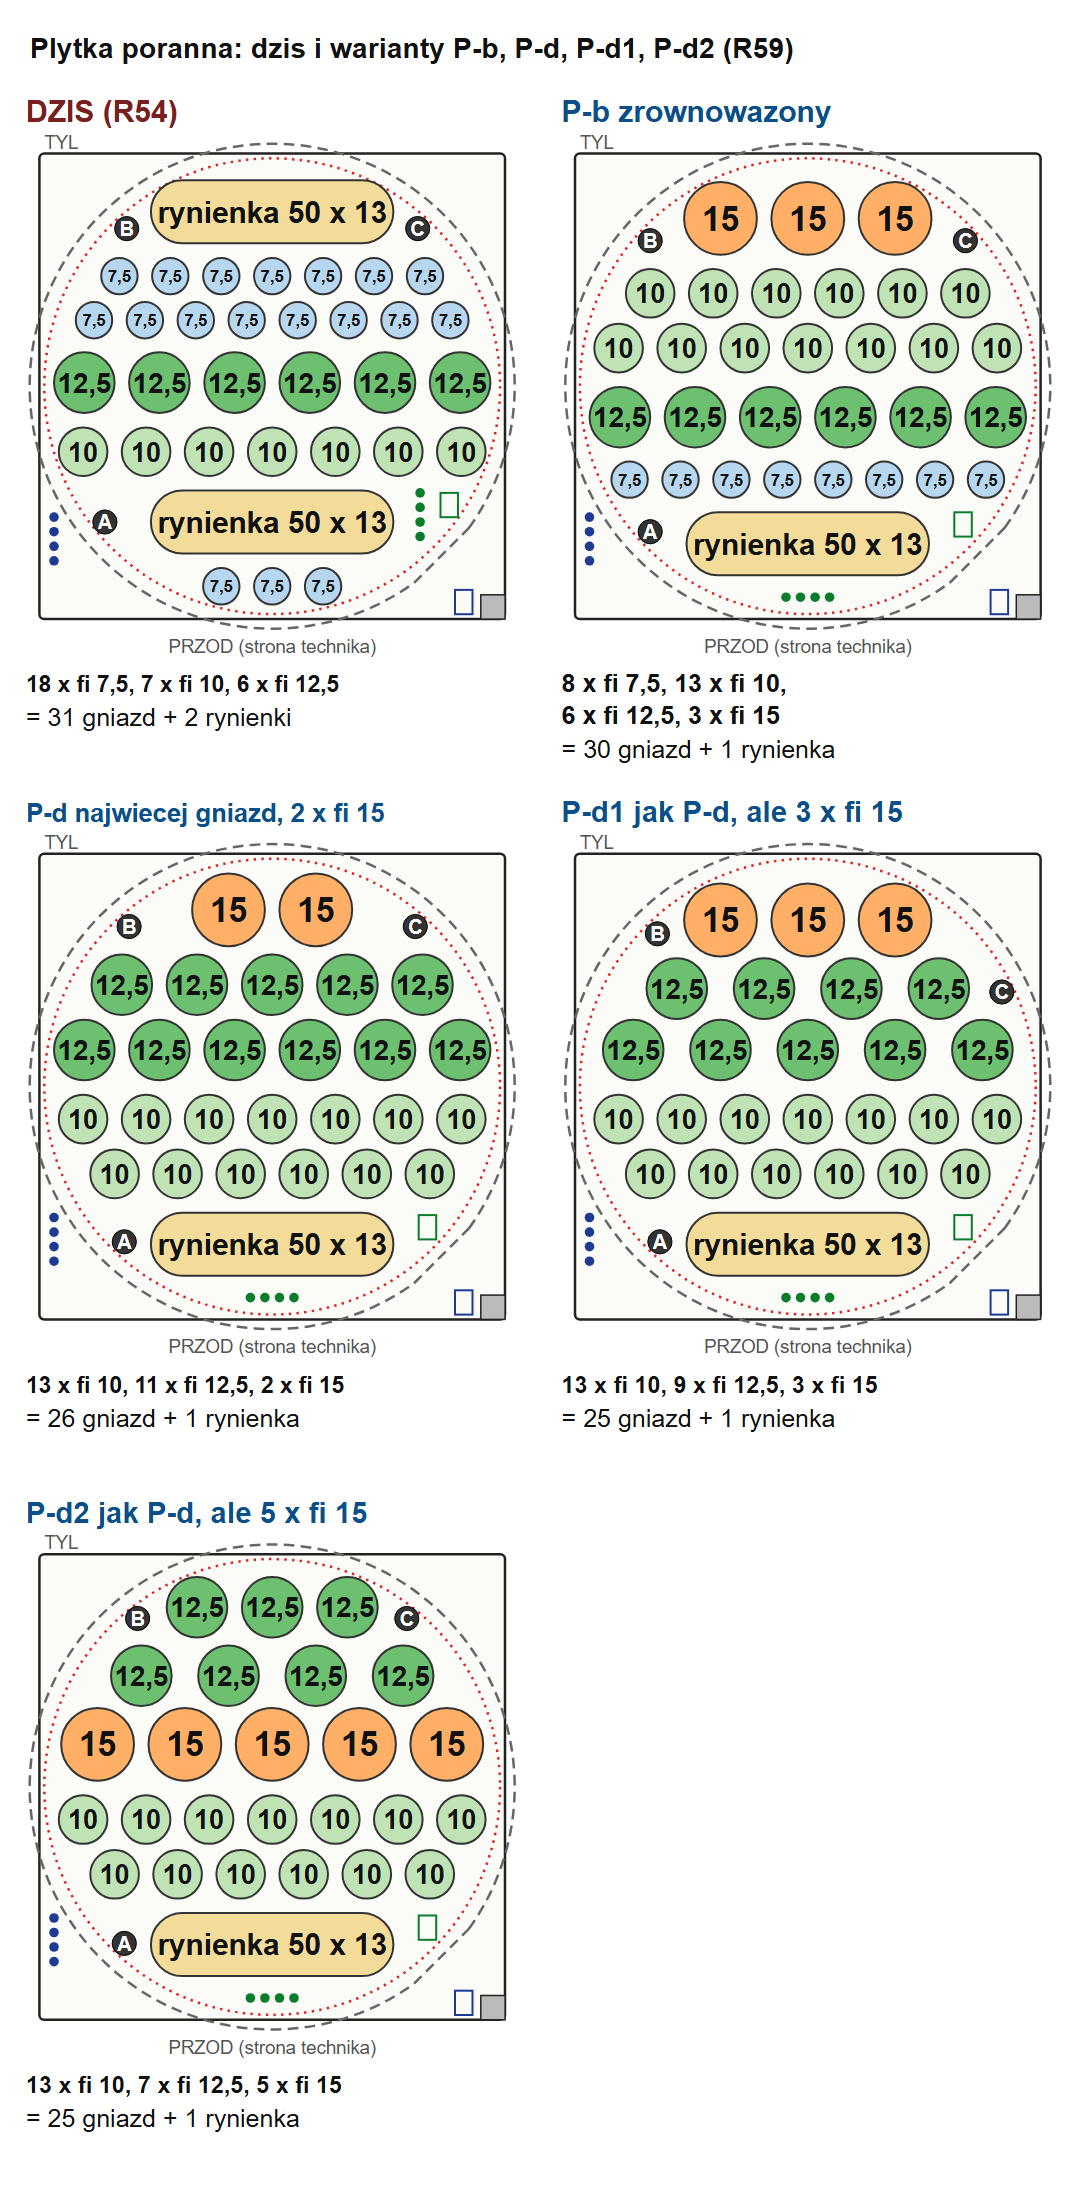 Plytka poranna: dzis i warianty P-b, P-d, P-d1, P-d2 (R59)
DZIS (R54)
TYL
rynienka 50 x 13
B C
7,5 7,5 7,5 7,5 7,5 7,5 7,5
7,5 7,5 7,5 7,5 7,5 7,5 7,5 7,5
12,5 12,5 12,5 12,5 12,5 12,5
10 10 10 10 10 10 10
A rynienka 50 x 13
7,5 7,5 7,5
PRZOD (strona technika)
18 x fi 7,5, 7 x fi 10, 6 x fi 12,5
= 31 gniazd + 2 rynienki
P-b zrownowazony
TYL
15 15 15
B C
10 10 10 10 10 10
10 10 10 10 10 10 10
12,5 12,5 12,5 12,5 12,5 12,5
7,5 7,5 7,5 7,5 7,5 7,5 7,5 7,5
A rynienka 50 x 13
PRZOD (strona technika)
8 x fi 7,5, 13 x fi 10,
6 x fi 12,5, 3 x fi 15
= 30 gniazd + 1 rynienka
P-d najwiecej gniazd, 2 x fi 15
TYL
15 15
B C
12,5 12,5 12,5 12,5 12,5
12,5 12,5 12,5 12,5 12,5 12,5
10 10 10 10 10 10 10
10 10 10 10 10 10
A rynienka 50 x 13
PRZOD (strona technika)
13 x fi 10, 11 x fi 12,5, 2 x fi 15
= 26 gniazd + 1 rynienka
P-d1 jak P-d, ale 3 x fi 15
TYL
15 15 15
B
12,5 12,5 12,5 12,5 C
12,5 12,5 12,5 12,5 12,5
10 10 10 10 10 10 10
10 10 10 10 10 10
A rynienka 50 x 13
PRZOD (strona technika)
13 x fi 10, 9 x fi 12,5, 3 x fi 15
= 25 gniazd + 1 rynienka
P-d2 jak P-d, ale 5 x fi 15
TYL
B 12,5 12,5 12,5 C
12,5 12,5 12,5 12,5
15 15 15 15 15
10 10 10 10 10 10 10
10 10 10 10 10 10
A rynienka 50 x 13
PRZOD (strona technika)
13 x fi 10, 7 x fi 12,5, 5 x fi 15
= 25 gniazd + 1 rynienka